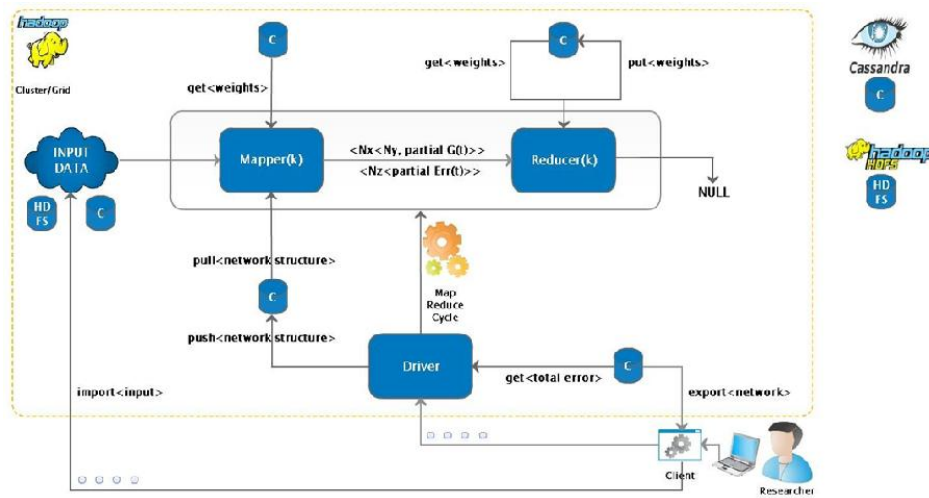 hadoop
Cluster/Grid
C
get<weights>
C
get<weights>
put<weights>
Cassandra
C
INPUT
DATA
HD
FS
C
Mapper(k)
<Nx<Ny, partial G(t)>>
<Nz<partial Err(t)>>
Reducer(k)
NULL
hadoop
HDFS
HD
FS
pull<network structure>
C
push<network structure>
Map
Reduce
Cycle
Driver
get<total error>
C
import<input>
export<network>
Client
Researcher